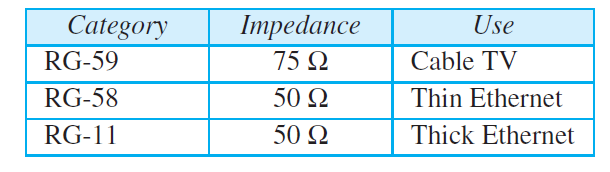 Category Impedance Use
RG-59 75 Ω Cable TV
RG-58 50 Ω Thin Ethernet
RG-11 50 Ω Thick Ethernet